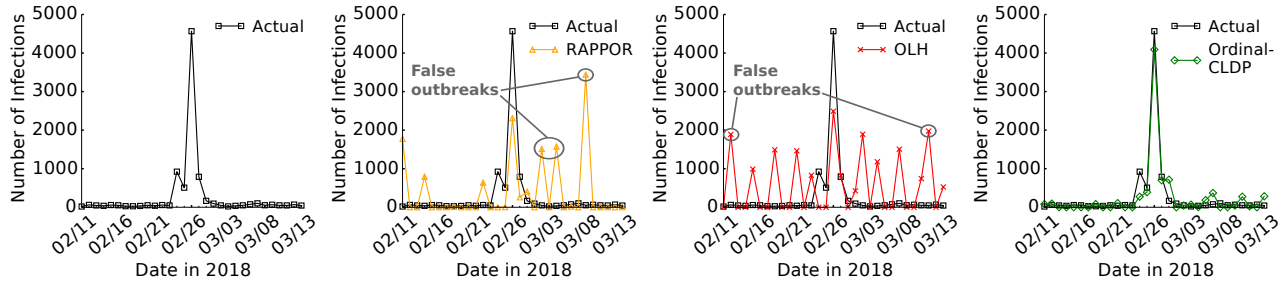 Number of Infections
5000
4000
3000
2000
1000
0
02/11
02/16
02/21
02/26
03/03
03/08
03/13
Date in 2018
Actual
Number of Infections
5000
4000
3000
2000
1000
0
02/11
02/16
02/21
02/26
03/03
03/08
03/13
Date in 2018
Actual
RAPPOR
False
outbreaks
Number of Infections
5000
4000
3000
2000
1000
0
02/11
02/16
02/21
02/26
03/03
03/08
03/13
Date in 2018
Actual
OLH
False
outbreaks
Number of Infections
5000
4000
3000
2000
1000
0
02/11
02/16
02/21
02/26
03/03
03/08
03/13
Date in 2018
Actual
Ordinal-
CLDP